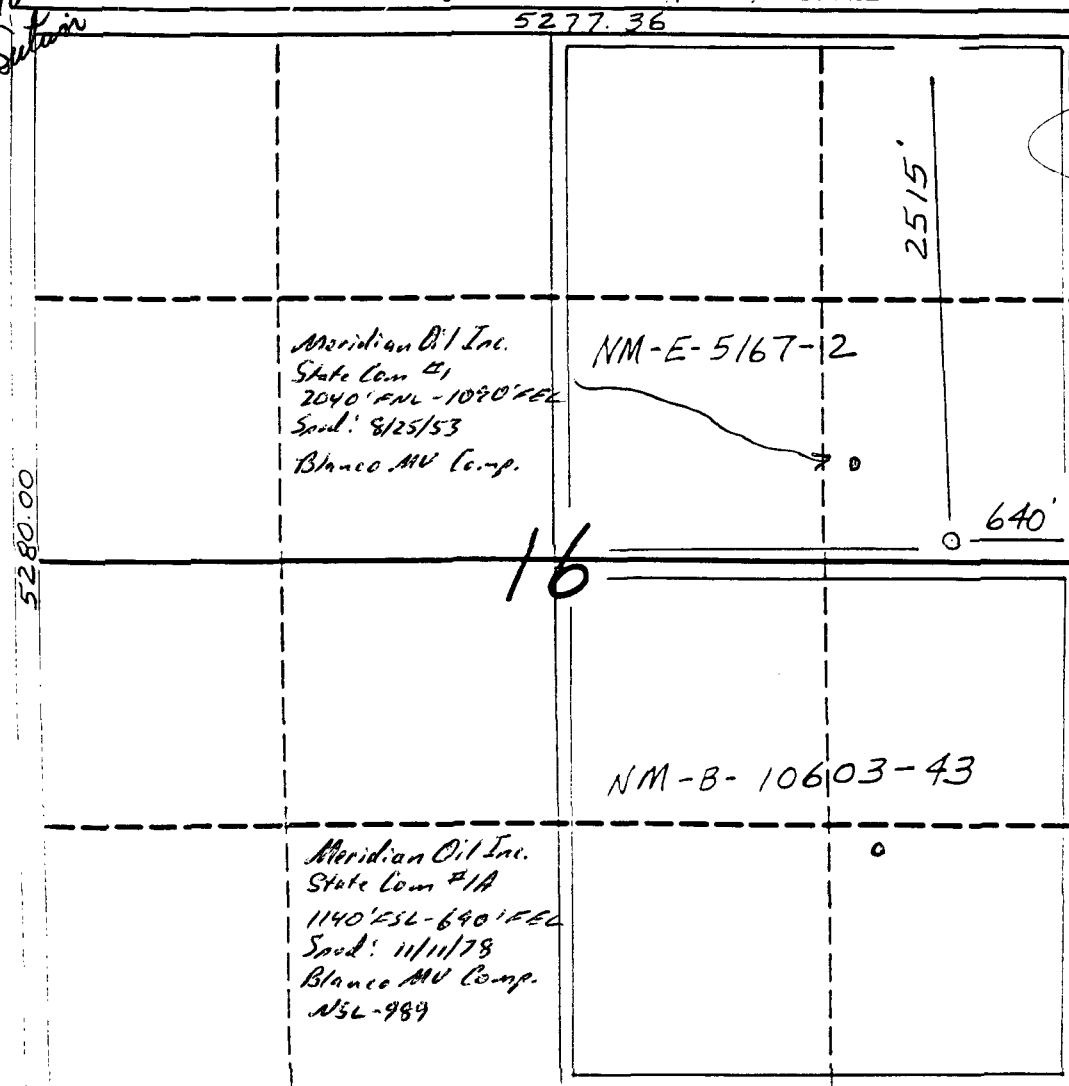 5277.36
2515'
Meridian Oil Inc.
State Com #1
2040' FNL - 1090' FEL
Spud: 8/25/53
Blanco MV Comp.
NM-E-5167-12
640'
5280.00
16
NM-B-10603-43
Meridian Oil Inc.
State Com #1A
1140' FSL - 690' FEL
Spud: 11/11/78
Blanco MV Comp.
NSL-989